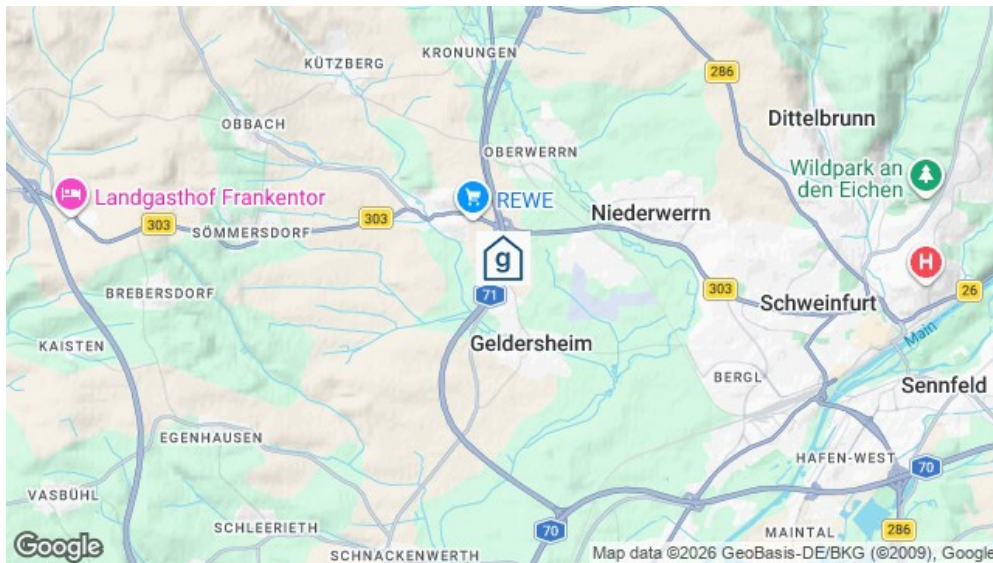 KRONUNGEN
KÜTZBERG
286
Dittelbrunn
OBBACH
OBERWERRN
Wildpark an
den Eichen
Landgasthof Frankentor
REWE
303
303
Niederwerrn
SÖMMERSDORF
g
H
BREBERSDORF
71
303
Schweinfurt
26
Main
KAISTEN
Geldersheim
BERGL
Sennfeld
EGENHAUSEN
HAFEN-WEST
70
VASBÜHL
SCHLEERIETH
70
MAINTAL
286
SCHNACKENWERTH
Google
Map data ©2026 GeoBasis-DE/BKG (©2009), Google